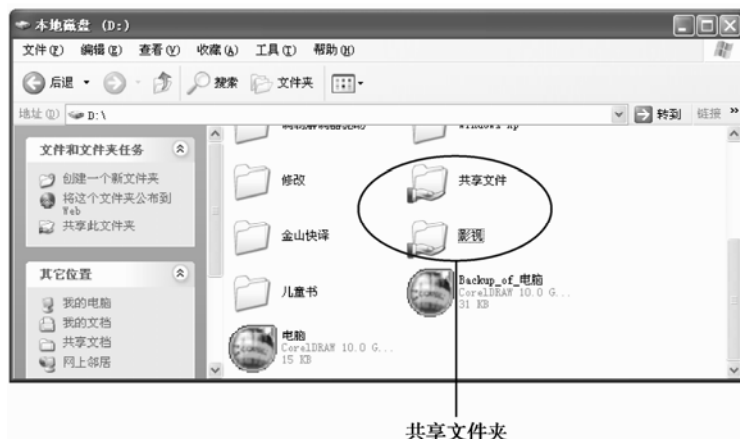 本地磁盘 (D:)
文件(F) 编辑(E) 查看(V) 收藏(A) 工具(T) 帮助(H)
后退 搜索 文件夹
地址(D) D:\ 转到 链接 »
文件和文件夹任务
创建一个新文件夹
将这个文件夹公布到
Web
共享此文件夹
其它位置
我的电脑
我的文档
共享文档
网上邻居
修改 共享文件
金山快译 影视
儿童书
Backup_of_电脑
CorelDRAW 10.0 G...
31 KB
电脑
CorelDRAW 10.0 G...
15 KB
共享文件夹